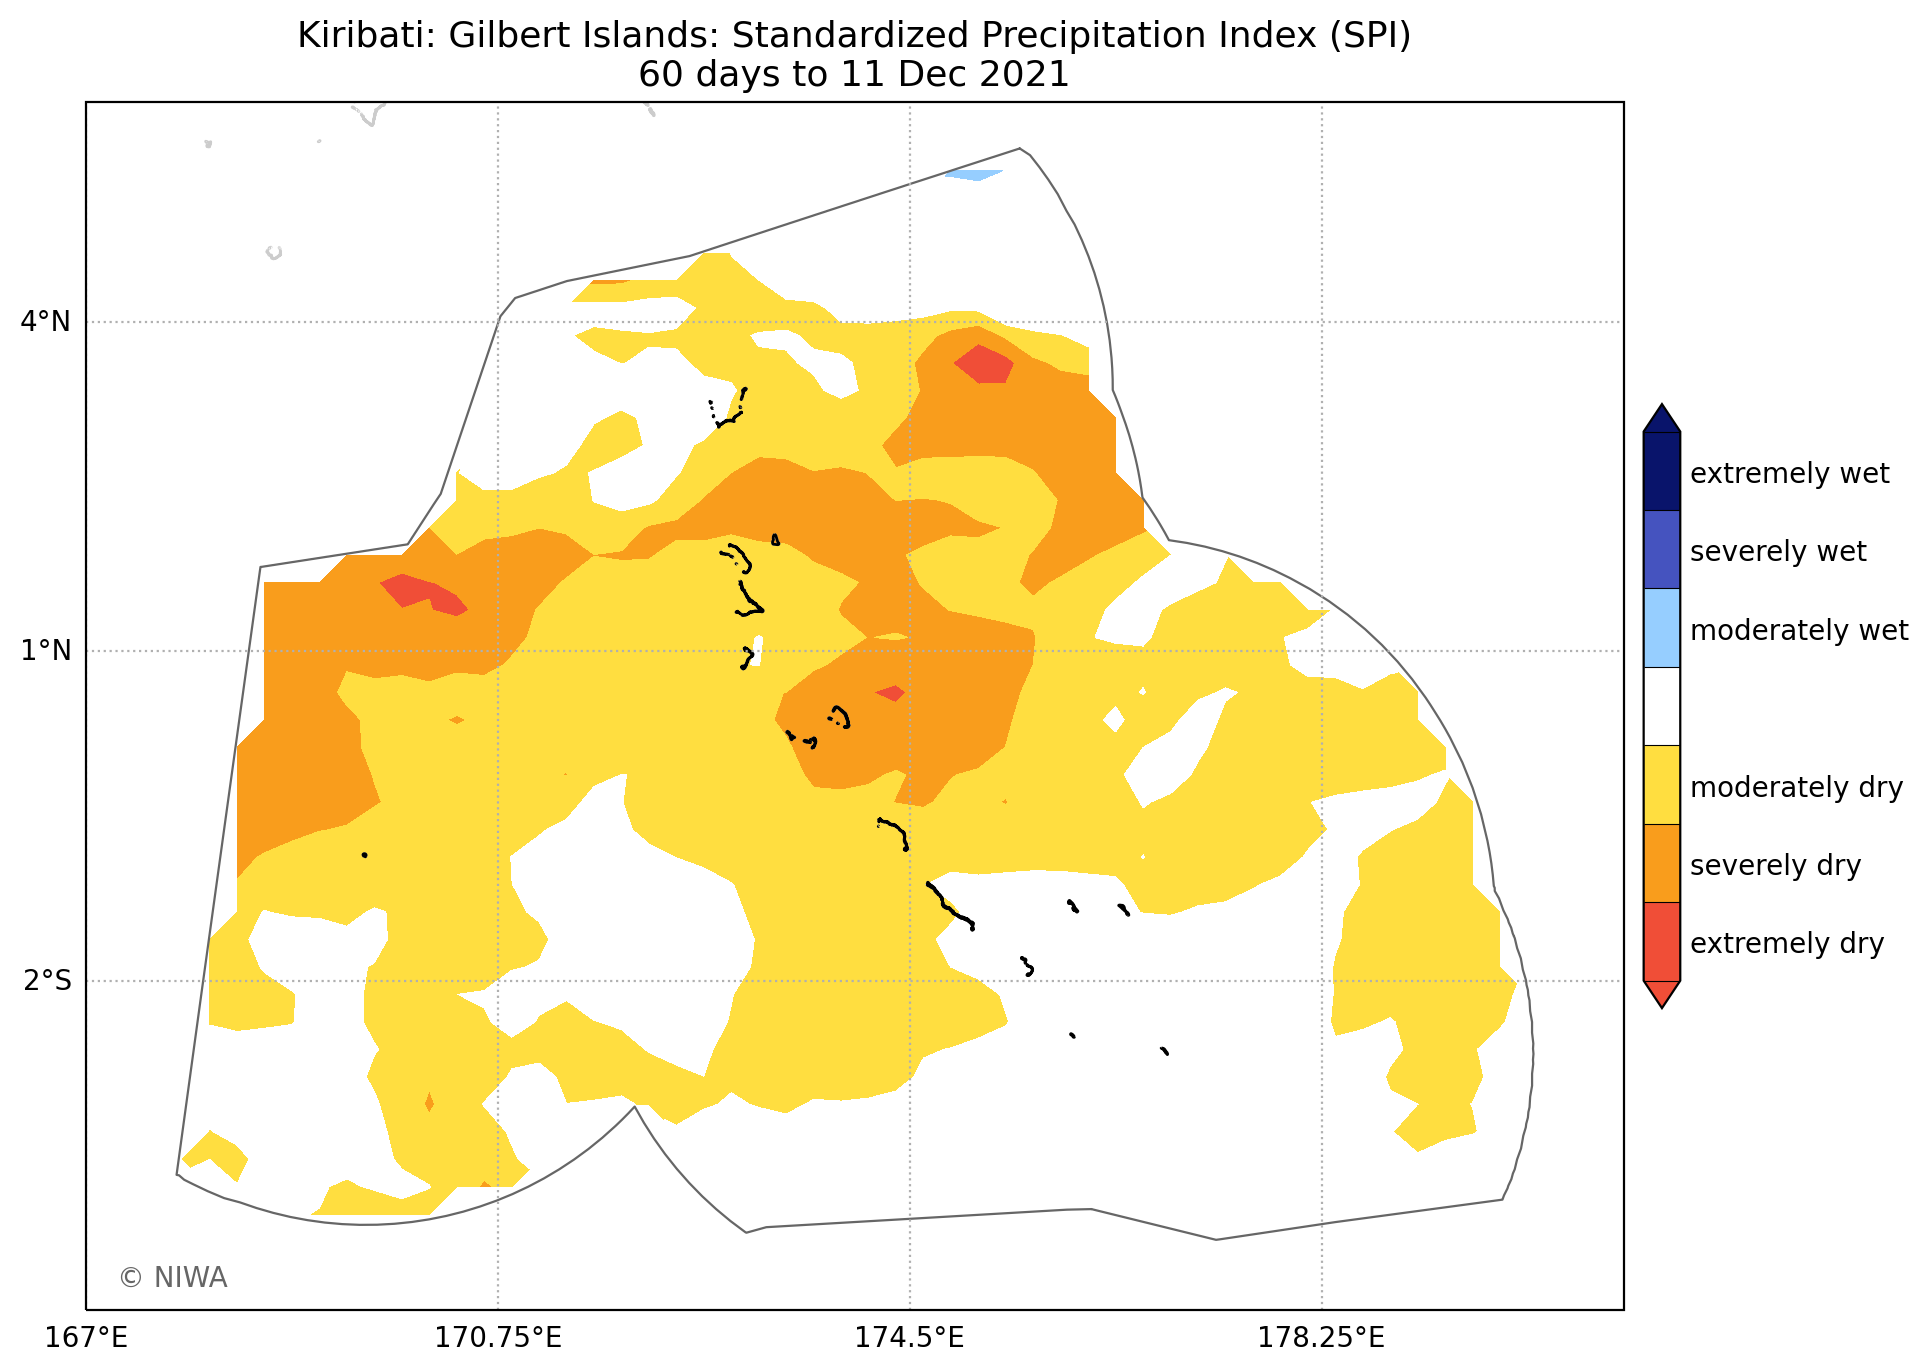 Kiribati: Gilbert Islands: Standardized Precipitation Index (SPI)
60 days to 11 Dec 2021
4°N
1°N
2°S
167°E
170.75°E
174.5°E
178.25°E
extremely wet
severely wet
moderately wet
moderately dry
severely dry
extremely dry
© NIWA